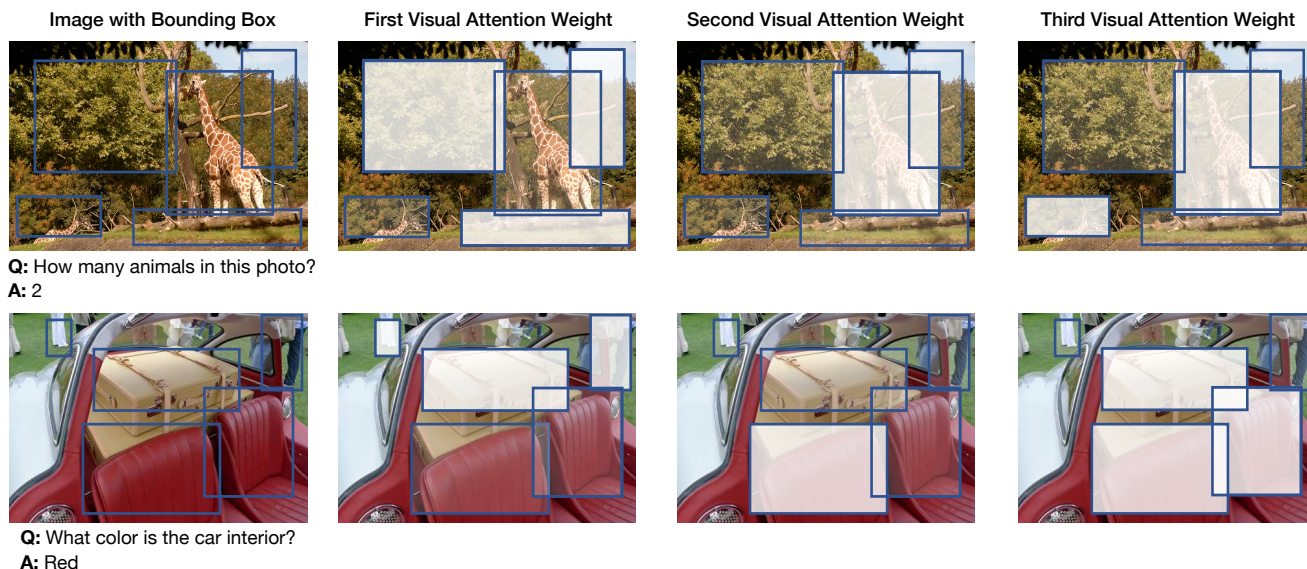 Image with Bounding Box
First Visual Attention Weight
Second Visual Attention Weight
Third Visual Attention Weight
Q: How many animals in this photo?
A: 2
Q: What color is the car interior?
A: Red